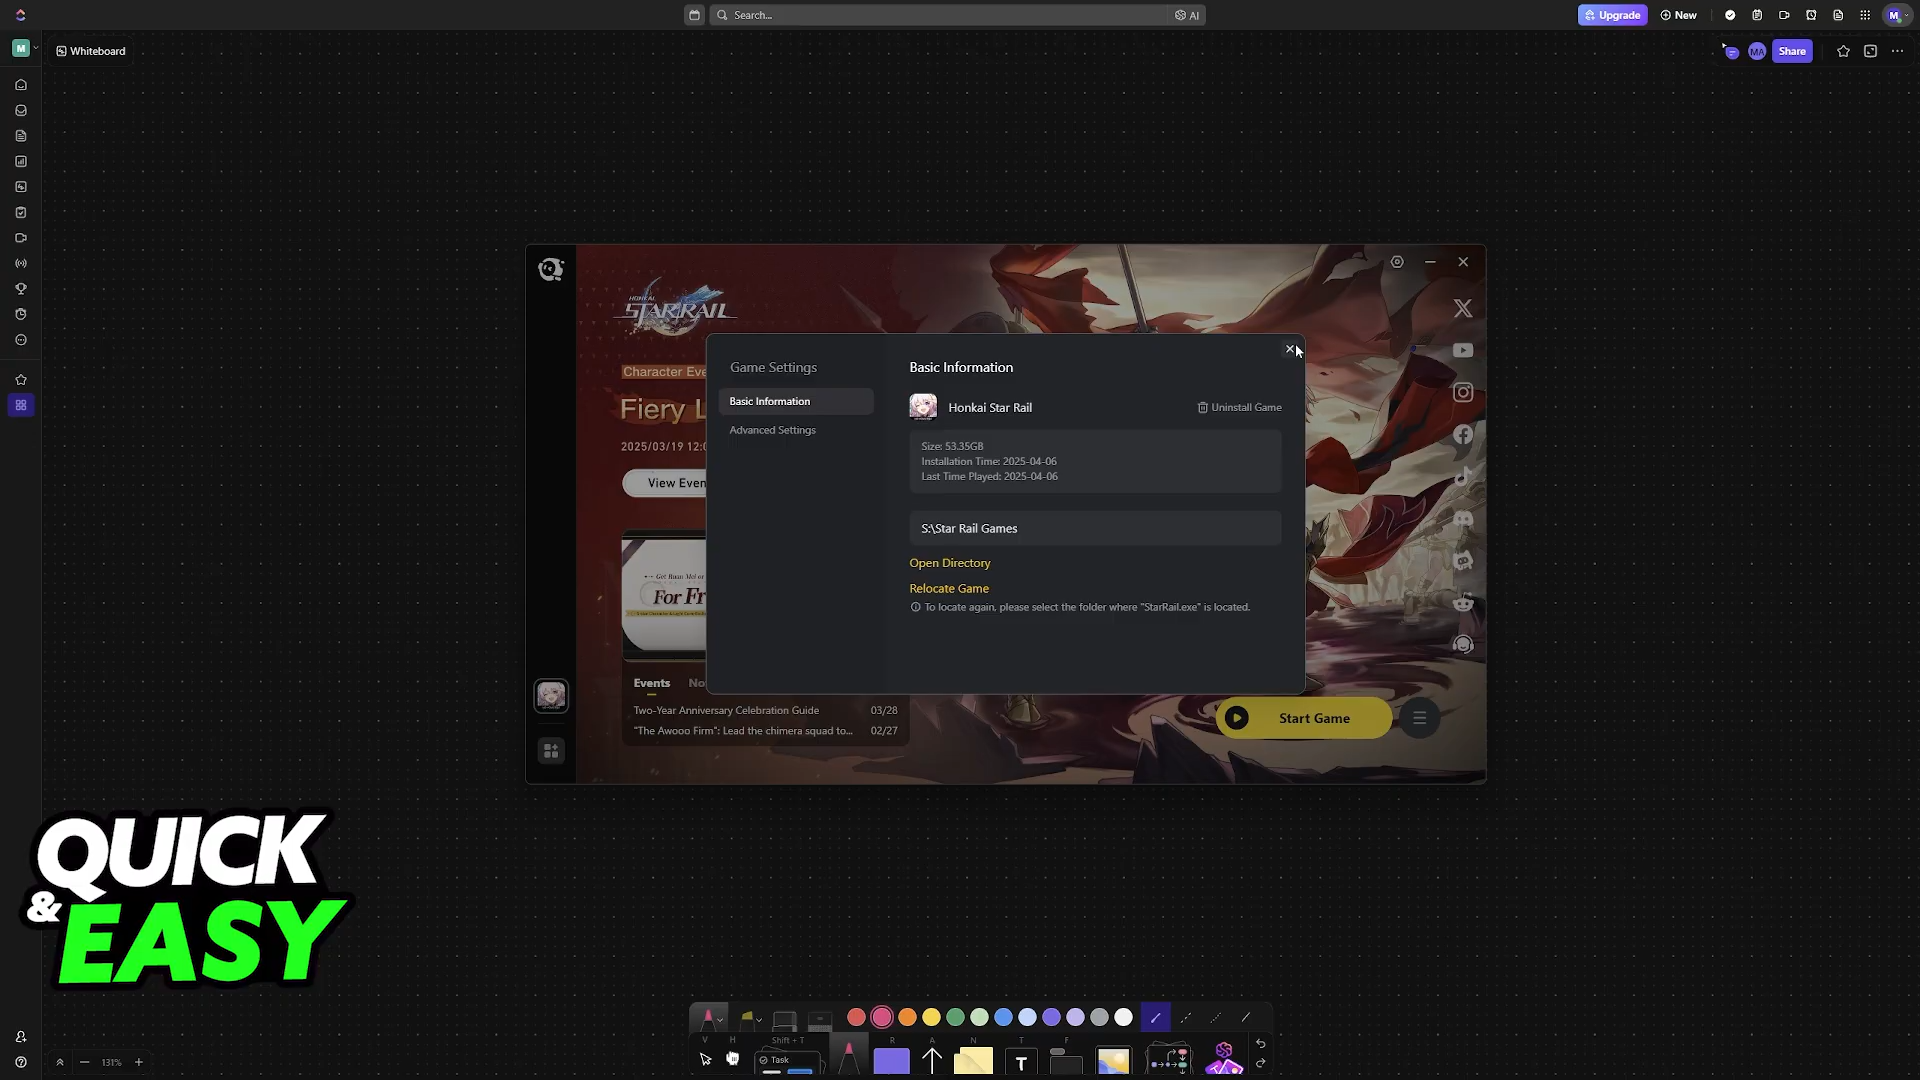 Search...
AI
Upgrade
New
M
M
Whiteboard
MA
Share
HONKAI
STAR RAIL
Character Eve
Fiery L
2025/03/19 12:0
View Even
For Fr
Events No
Two-Year Anniversary Celebration Guide 03/28
"The Awooo Firm": Lead the chimera squad to... 02/27
Game Settings
Basic Information
Advanced Settings
Basic Information
Honkai Star Rail
Uninstall Game
Size: 53.35GB
Installation Time: 2025-04-06
Last Time Played: 2025-04-06
S:\Star Rail Games
Open Directory
Relocate Game
To locate again, please select the folder where "StarRail.exe" is located.
Start Game
QUICK
& EASY
131%
V H Shift + T R A N T F
Task
T